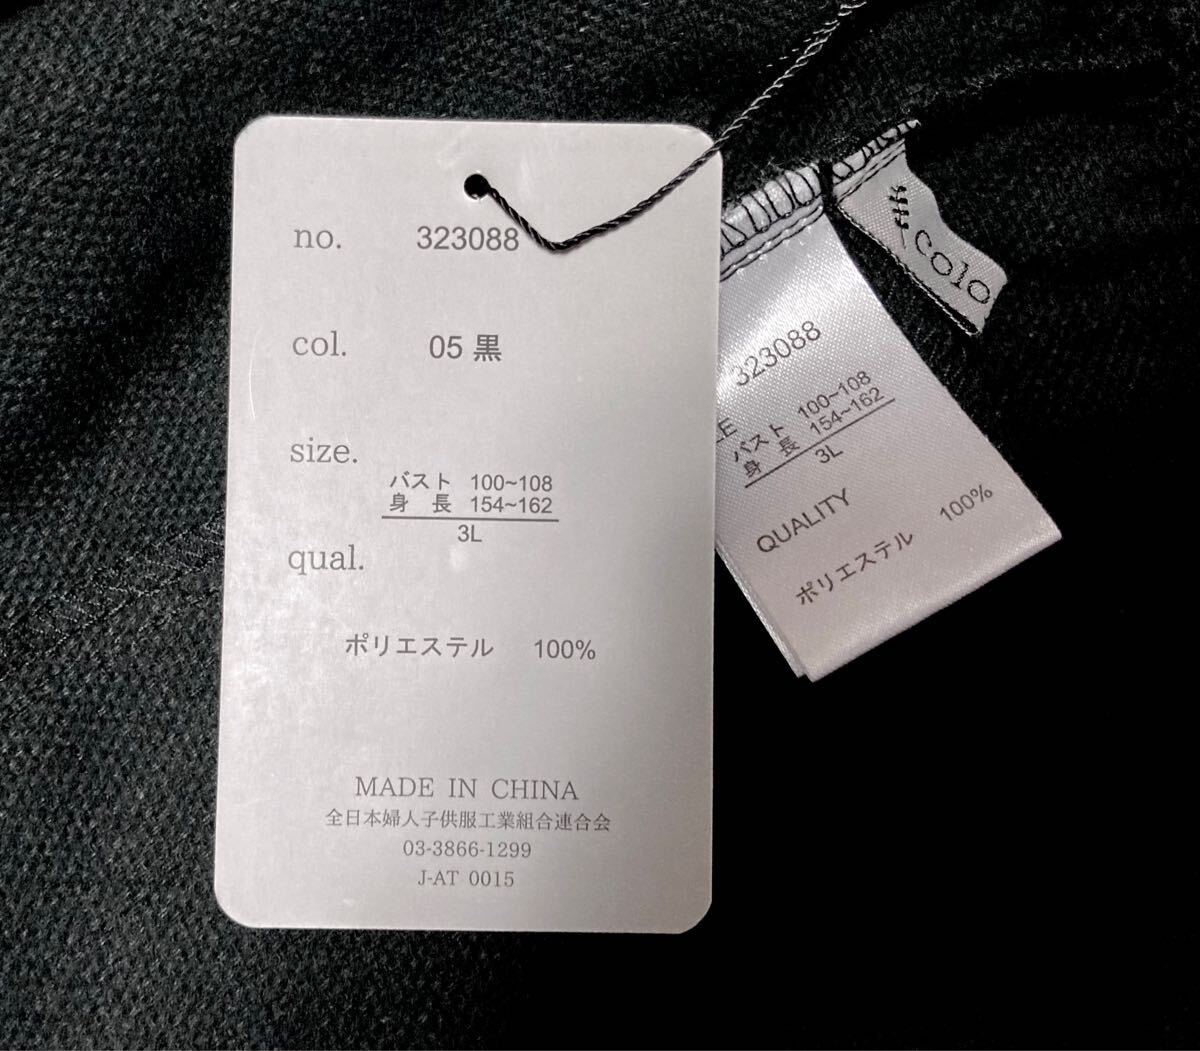 no. 323088
col. 05 黒
size.
バスト 100~108
身 長 154~162
3L
qual.
ポリエステル 100%
MADE IN CHINA
全日本婦人子供服工業組合連合会
03-3866-1299
J-AT 0015
#_colo
323088
バスト 100~108
身 長 154~162
3L
QUALITY
ポリエステル 100%